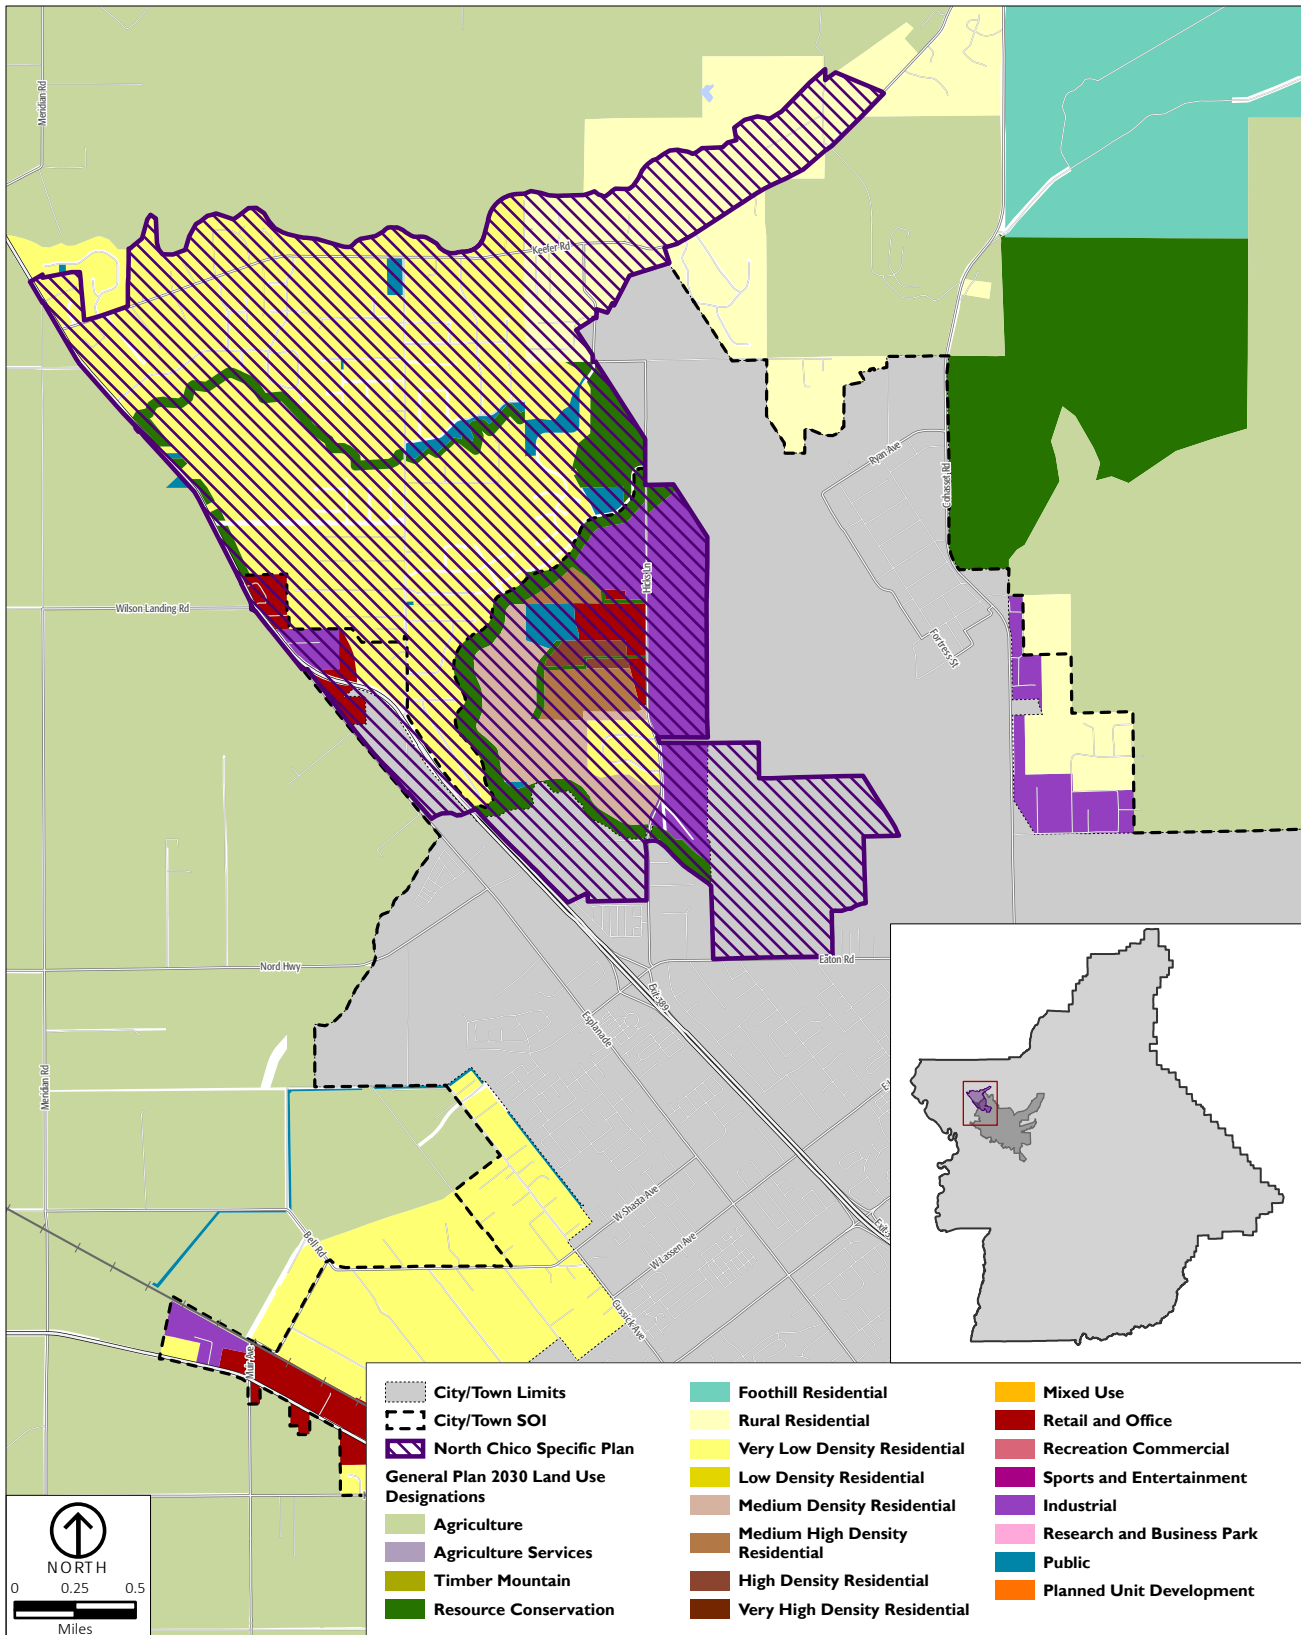 Meridian Rd
Keefer Rd
Ryan Ave
Cohasset Rd
Hicks Ln
Wilson Landing Rd
Fortress St
Nord Hwy
Eaton Rd
Exit 389
Esplanade
Meridian Rd
W Shasta Ave
Bell Rd
W Lassen Ave
Cussick Ave
Muir Ave
City/Town Limits
City/Town SOI
North Chico Specific Plan
General Plan 2030 Land Use
Designations
Agriculture
Agriculture Services
Timber Mountain
Resource Conservation
Foothill Residential
Rural Residential
Very Low Density Residential
Low Density Residential
Medium Density Residential
Medium High Density
Residential
High Density Residential
Very High Density Residential
Mixed Use
Retail and Office
Recreation Commercial
Sports and Entertainment
Industrial
Research and Business Park
Public
Planned Unit Development
NORTH
0 0.25 0.5
Miles